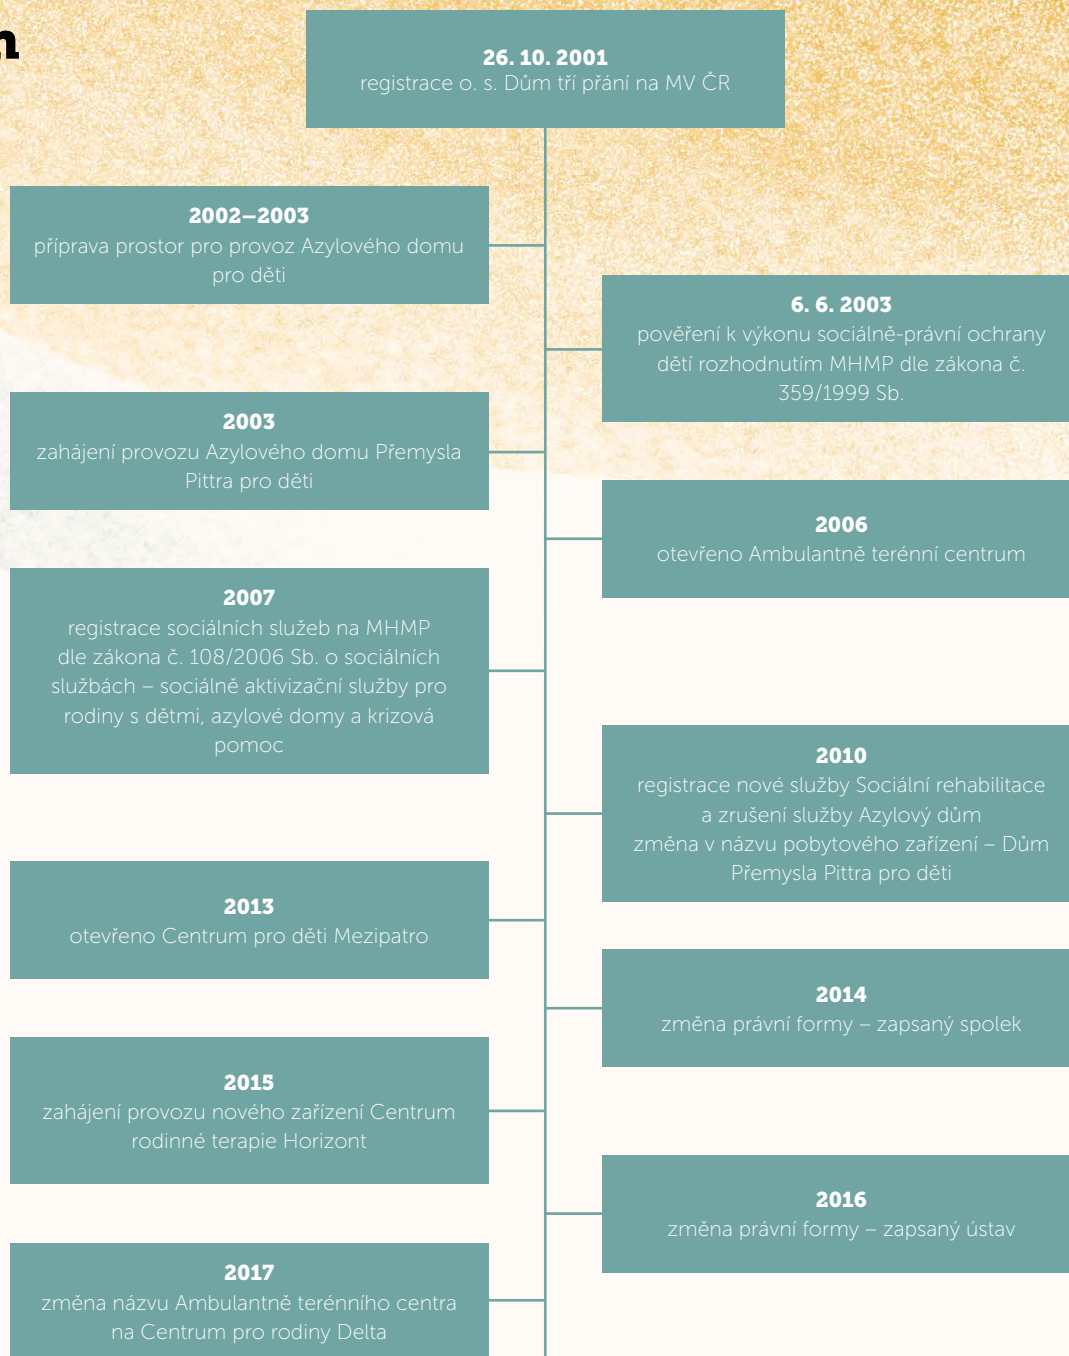 26. 10. 2001
registrace o. s. Dům tří přání na MV ČR
2002–2003
příprava prostor pro provoz Azylového domu
pro děti
6. 6. 2003
pověření k výkonu sociálně-právní ochrany
dětí rozhodnutím MHMP dle zákona č.
359/1999 Sb.
2003
zahájení provozu Azylového domu Přemysla
Pittra pro děti
2006
otevřeno Ambulantně terénní centrum
2007
registrace sociálních služeb na MHMP
dle zákona č. 108/2006 Sb. o sociálních
službách – sociálně aktivizační služby pro
rodiny s dětmi, azylové domy a krizová
pomoc
2010
registrace nové služby Sociální rehabilitace
a zrušení služby Azylový dům
změna v názvu pobytového zařízení – Dům
Přemysla Pittra pro děti
2013
otevřeno Centrum pro děti Mezipatro
2014
změna právní formy – zapsaný spolek
2015
zahájení provozu nového zařízení Centrum
rodinné terapie Horizont
2016
změna právní formy – zapsaný ústav
2017
změna názvu Ambulantně terénního centra
na Centrum pro rodiny Delta